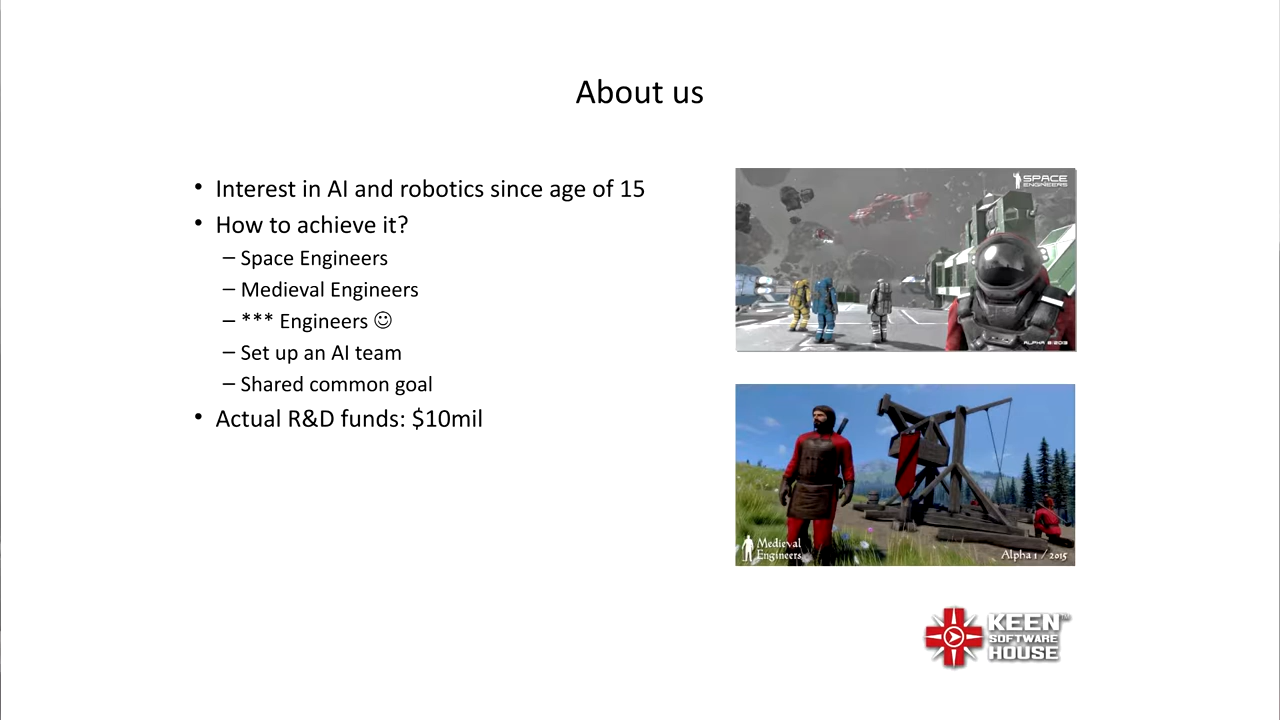 About us
• Interest in AI and robotics since age of 15
• How to achieve it?
– Space Engineers
– Medieval Engineers
– *** Engineers ☺
– Set up an AI team
– Shared common goal
• Actual R&D funds: $10mil
SPACE
ENGINEERS
ALPHA 8/2013
Medieval
Engineers
Alpha 1 / 2015
KEEN™
SOFTWARE
HOUSE